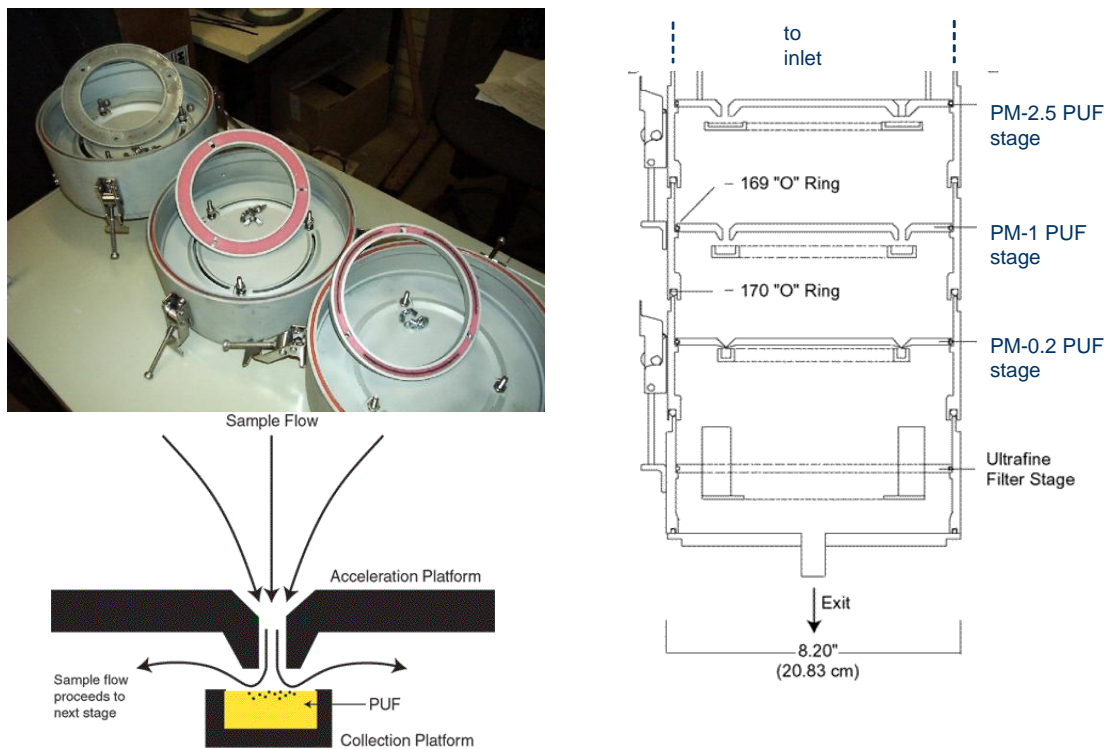 Sample Flow
Acceleration Platform
Sample flow
proceeds to
next stage
PUF
Collection Platform
to
inlet
PM-2.5 PUF
stage
169 "O" Ring
PM-1 PUF
stage
170 "O" Ring
PM-0.2 PUF
stage
Ultrafine
Filter Stage
Exit
8.20"
(20.83 cm)